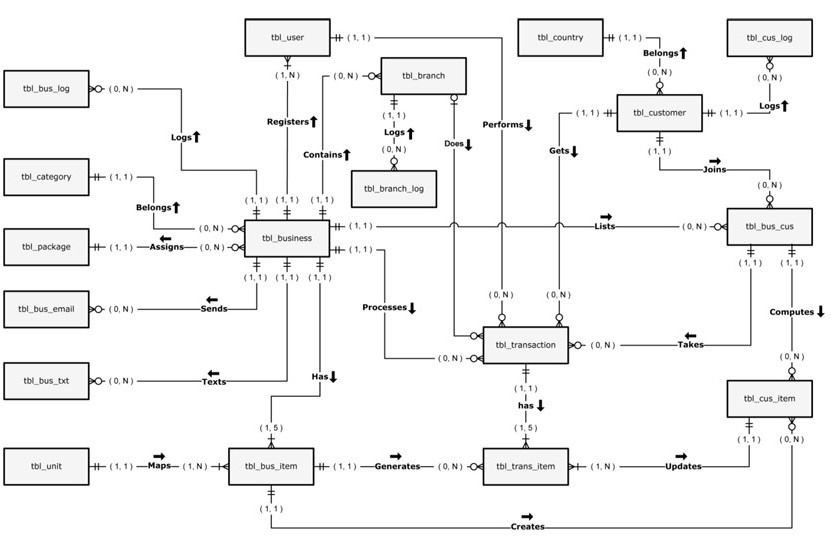 tbl_user
(1, 1)
tbl_country
(1, 1)
tbl_cus_log
Belongs
tbl_branch
(0, N)
(1, N)
(0, N)
(0, N)
tbl_bus_log
(0, N)
Logs
tbl_customer
(1, 1)
(1, 1)
(1, 1)
Registers
Performs
Logs
Logs
Does
(1, 1)
Contains
(0, N)
Gets
Joins
tbl_category
(1, 1)
tbl_branch_log
(0, N)
(1, 1)
(1, 1)
(1, 1)
Belongs
(0, N)
(1, 1)
Lists
(0, N)
tbl_bus_cus
tbl_business
tbl_package
(1, 1)
Assigns
(0, N)
(1, 1)
(1, 1)
(1, 1)
(1, 1)
(1, 1)
(1, 1)
(0, N)
(0, N)
tbl_bus_email
(0, N)
Sends
Processes
Computes
tbl_transaction
Takes
(0, N)
(0, N)
(0, N)
tbl_bus_txt
(0, N)
Texts
Has
(1, 1)
tbl_cus_item
has
(1, 5)
(1, 5)
(1, 1)
(0, N)
tbl_unit
(1, 1)
Maps
(1, N)
tbl_bus_item
(1, 1)
Generates
(0, N)
tbl_trans_item
(1, N)
Updates
(1, 1)
Creates